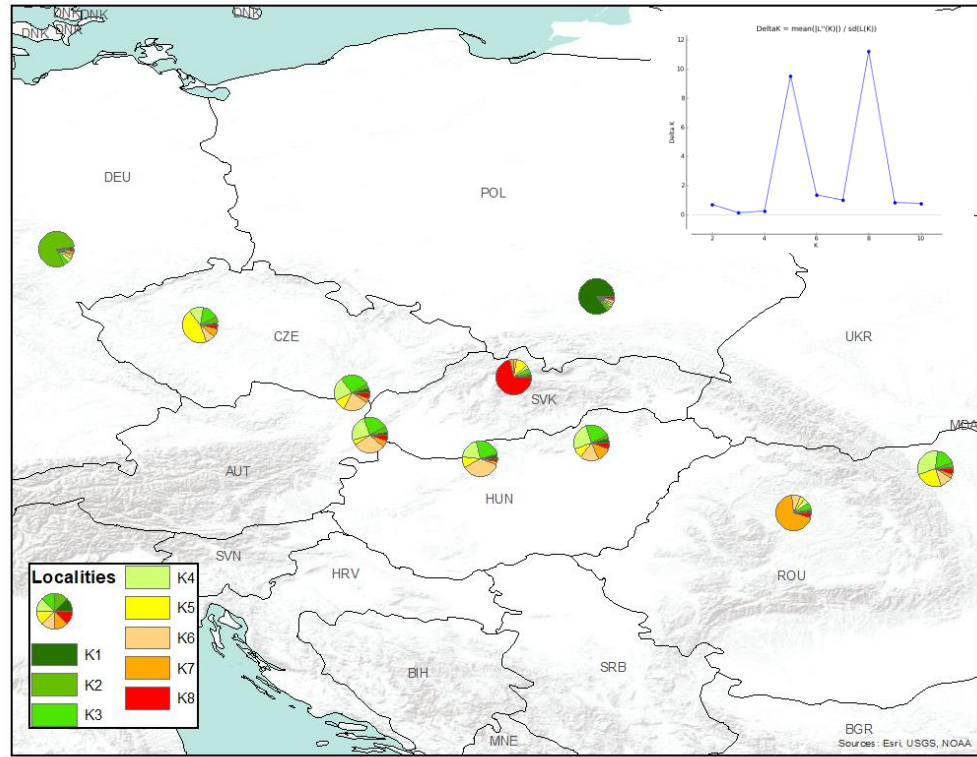 DNK
DNK
DNK
DNK
DNK
DeltaK = mean(|L"(K)|) / sd(L(K))
12
10
8
6
4
2
0
Delta K
2 4 6 8 10
K
DEU
POL
CZE
UKR
SVK
MDA
AUT
HUN
SVN
HRV
ROU
BIH
SRB
MNE
BGR
Localities
K1
K2
K3
K4
K5
K6
K7
K8
Sources: Esri, USGS, NOAA